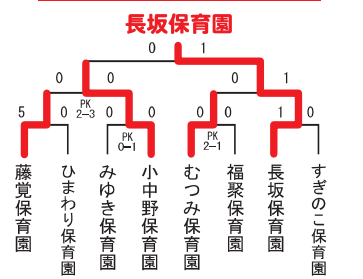 長坂保育園
0 1
0 0 0 1
5 0 PK 2-3 0 0 0 0 1 0
PK 0-1
PK 2-1
藤覚保育園
ひまわり保育園
みゆき保育園
小中野保育園
むつみ保育園
福聚保育園
長坂保育園
すぎのこ保育園